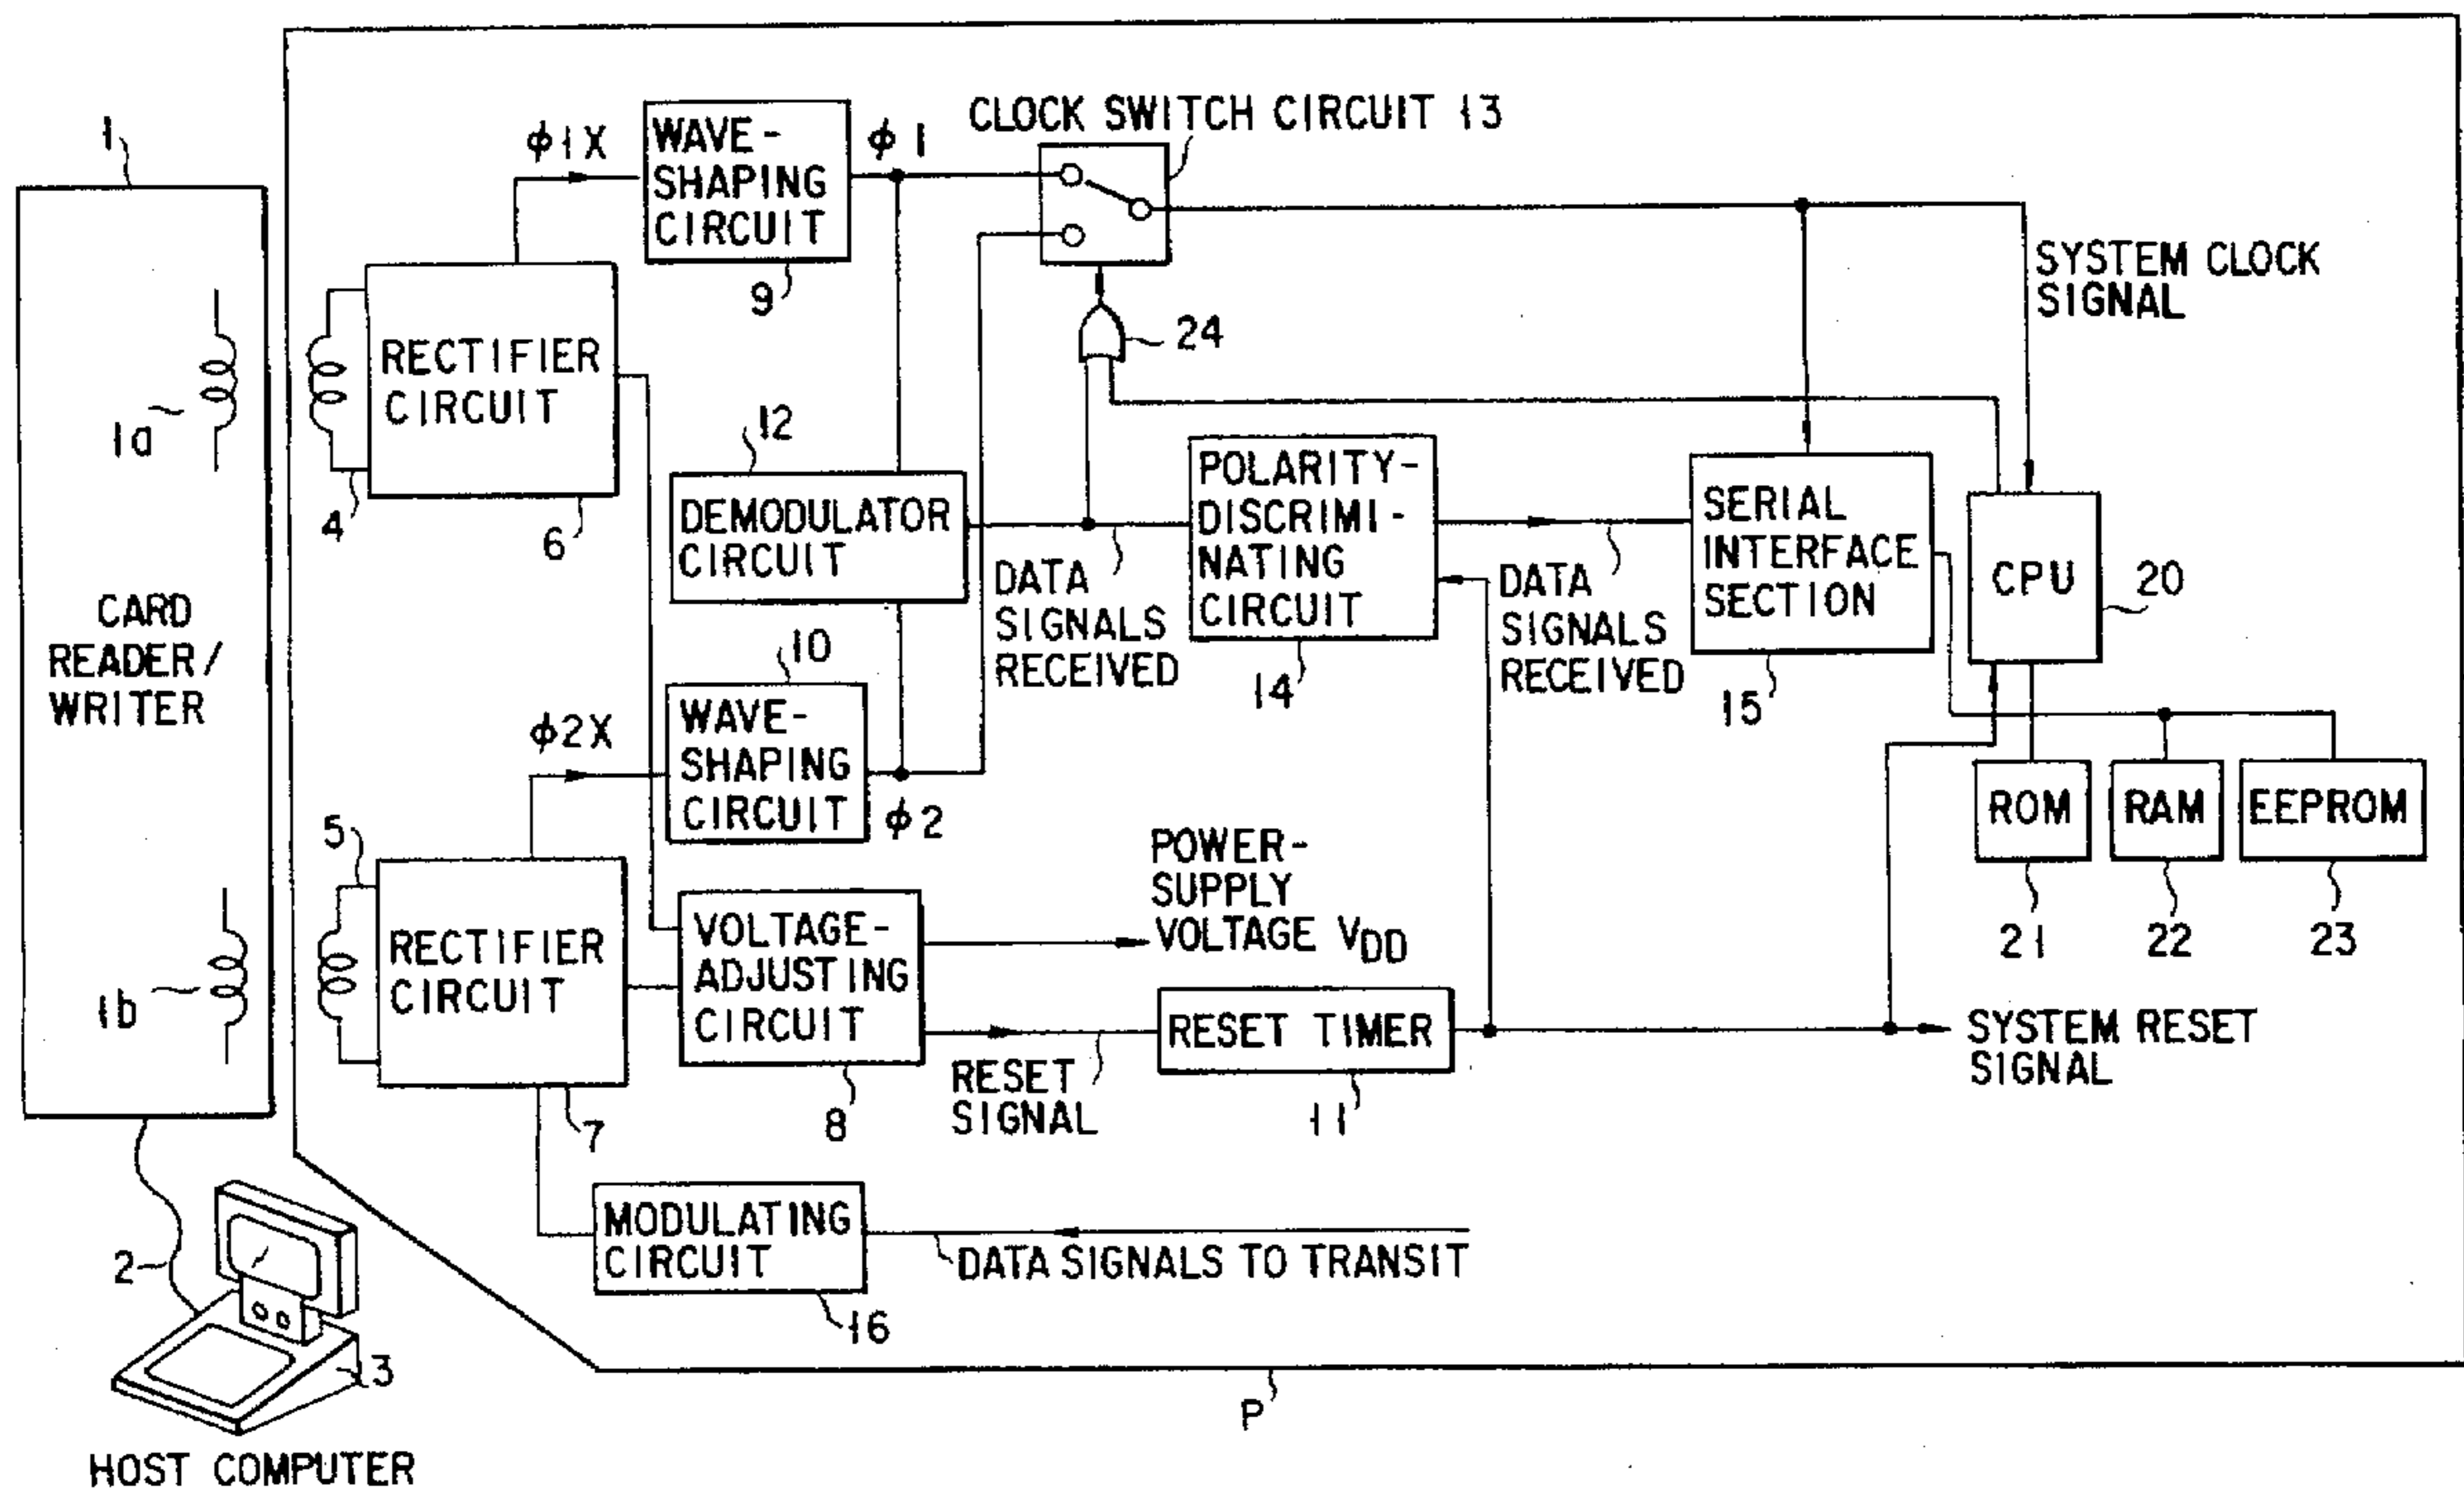 1
1a
CARD
READER/
WRITER
1b
2
3
HOST COMPUTER
ϕ1X
WAVE-
SHAPING
CIRCUIT
9
ϕ1
CLOCK SWITCH CIRCUIT 13
SYSTEM CLOCK
SIGNAL
24
RECTIFIER
CIRCUIT
4
6
12
DEMODULATOR
CIRCUIT
DATA
SIGNALS
RECEIVED
POLARITY-
DISCRIMI-
NATING
CIRCUIT
14
DATA
SIGNALS
RECEIVED
SERIAL
INTERFACE
SECTION
15
CPU
20
10
ϕ2X
WAVE-
SHAPING
CIRCUIT
ϕ2
ROM
RAM
EEPROM
21
22
23
5
RECTIFIER
CIRCUIT
7
VOLTAGE-
ADJUSTING
CIRCUIT
8
POWER-
SUPPLY
VOLTAGE VDD
RESET
SIGNAL
RESET TIMER
11
SYSTEM RESET
SIGNAL
MODULATING
CIRCUIT
16
DATA SIGNALS TO TRANSIT
P